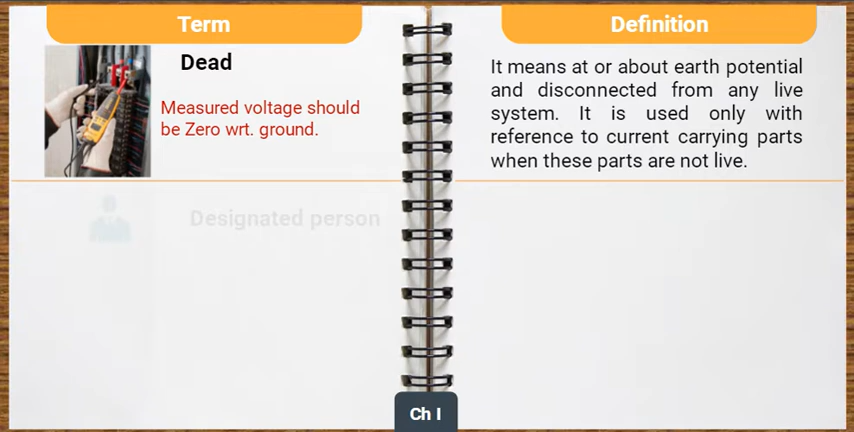 Term
Definition
Dead
Measured voltage should
be Zero wrt. ground.
It means at or about earth potential
and disconnected from any live
system. It is used only with
reference to current carrying parts
when these parts are not live.
Designated person
Ch I